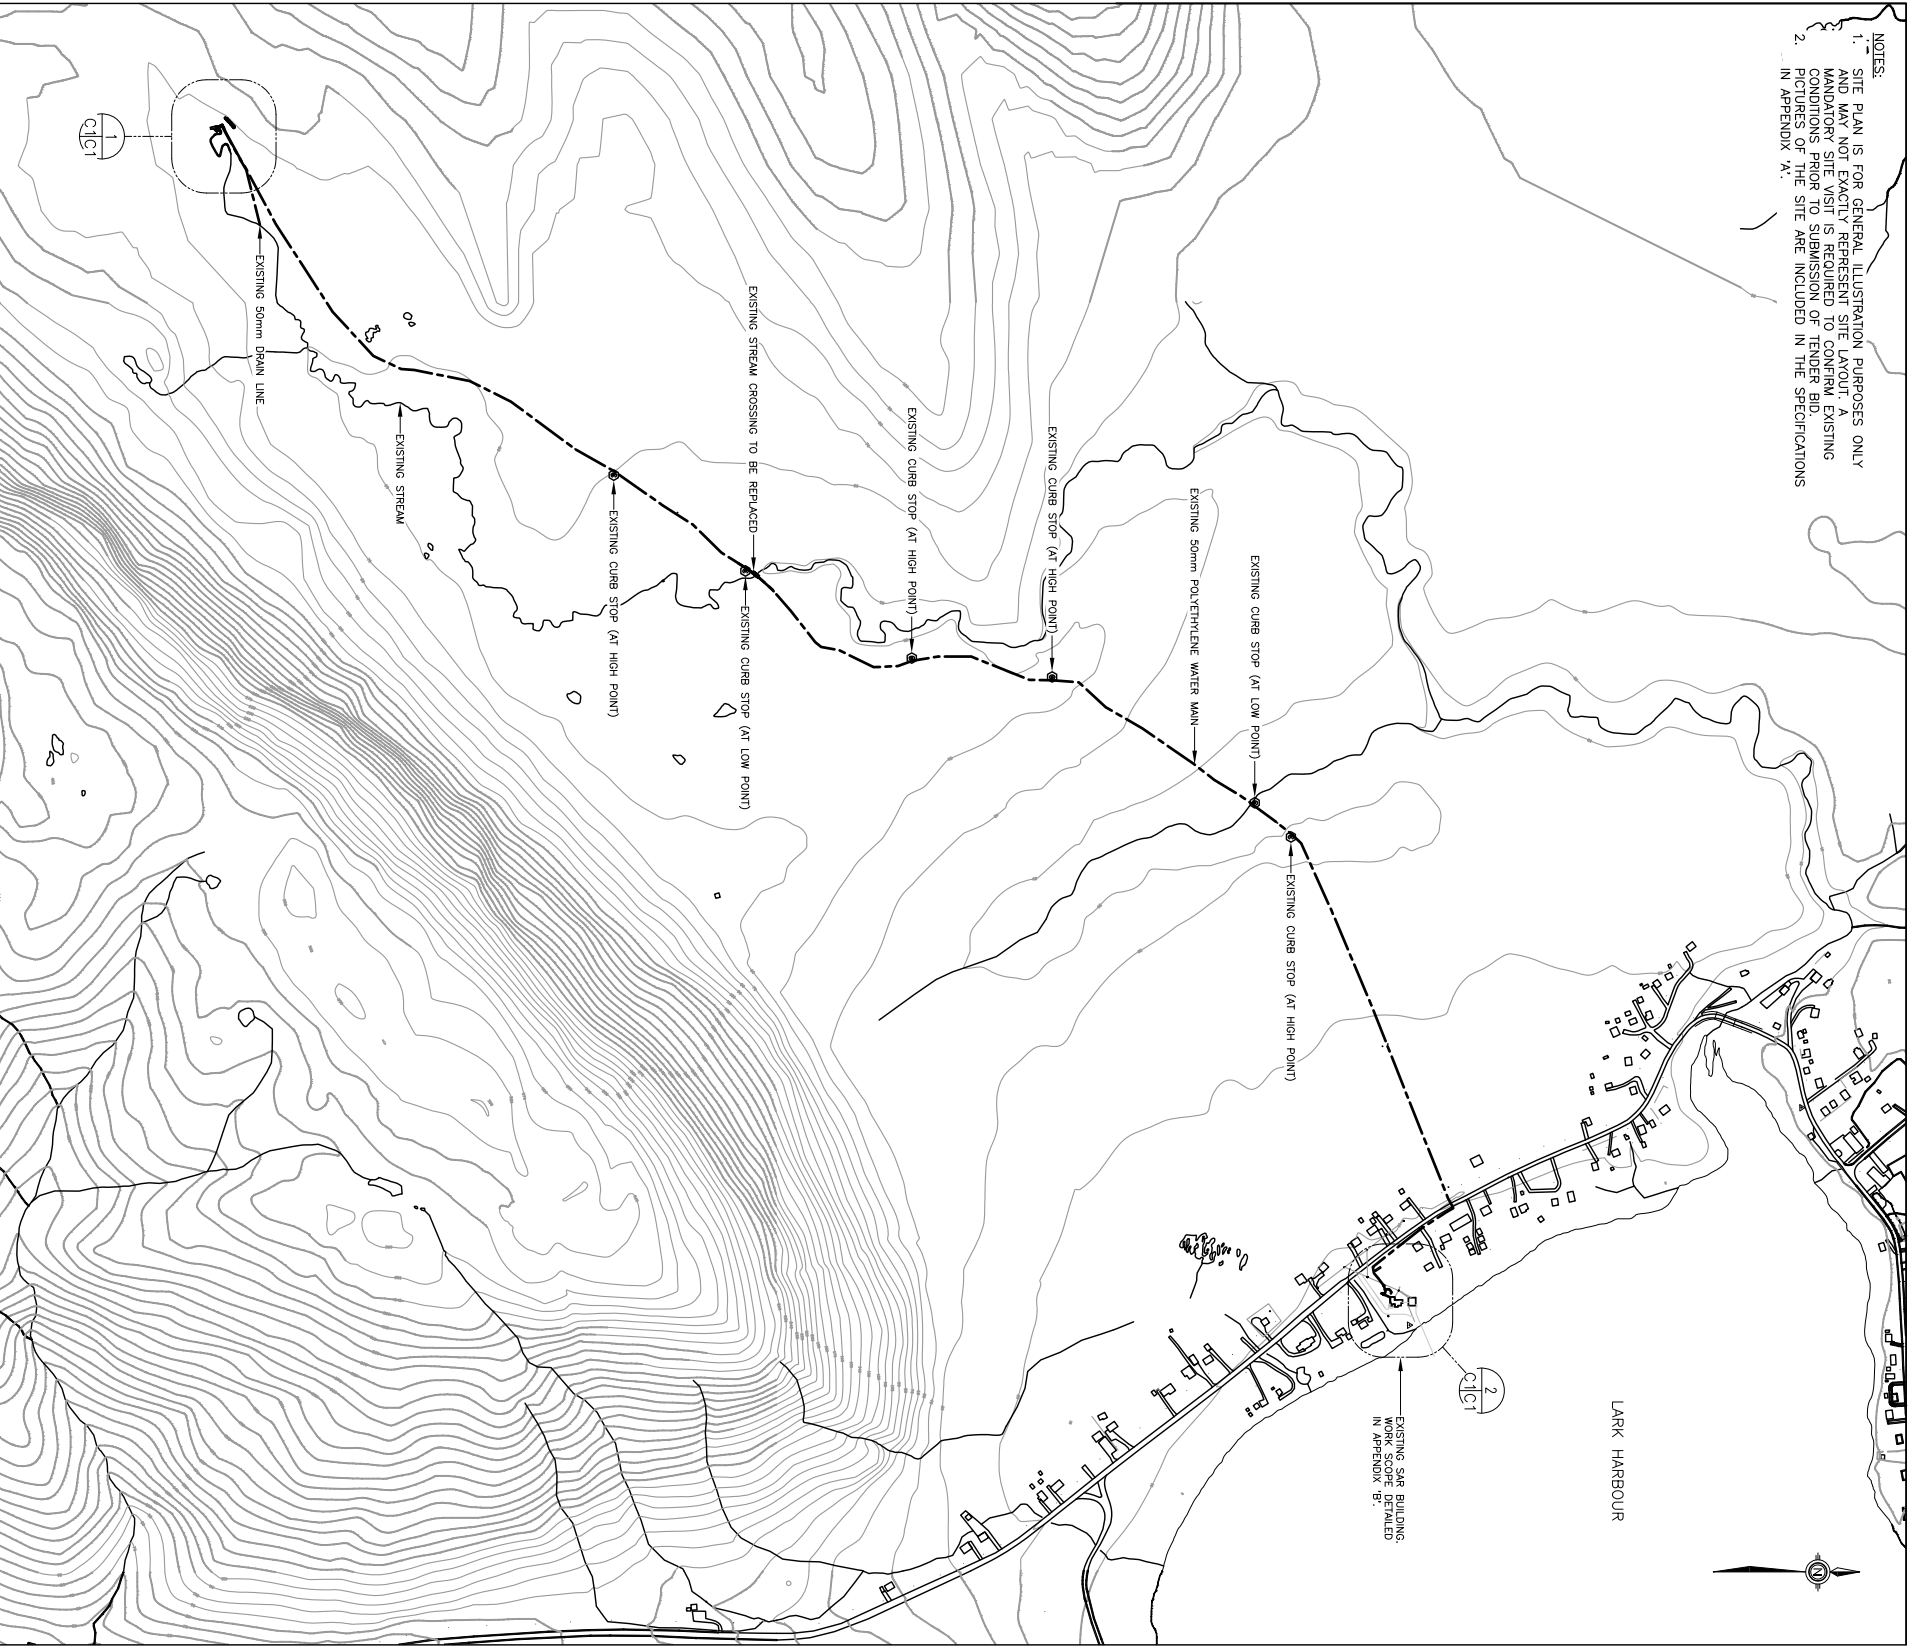 NOTES:
1. SITE PLAN IS FOR GENERAL ILLUSTRATION PURPOSES ONLY
AND MAY NOT EXACTLY REPRESENT SITE LAYOUT. A
MANDATORY SITE VISIT IS REQUIRED TO CONFIRM EXISTING
CONDITIONS PRIOR TO SUBMISSION OF TENDER BID.
2. PICTURES OF THE SITE ARE INCLUDED IN THE SPECIFICATIONS
IN APPENDIX 'A'.
LARK HARBOUR
N
2
C1 C1
EXISTING SAR BUILDING.
WORK SCOPE DETAILED
IN APPENDIX 'B'.
EXISTING CURB STOP (AT HIGH POINT)
EXISTING CURB STOP (AT LOW POINT)
EXISTING 50mm POLYETHYLENE WATER MAIN
EXISTING CURB STOP (AT HIGH POINT)
EXISTING CURB STOP (AT HIGH POINT)
EXISTING STREAM CROSSING TO BE REPLACED
EXISTING CURB STOP (AT LOW POINT)
EXISTING CURB STOP (AT HIGH POINT)
EXISTING STREAM
EXISTING 50mm DRAIN LINE
1
C1 C1